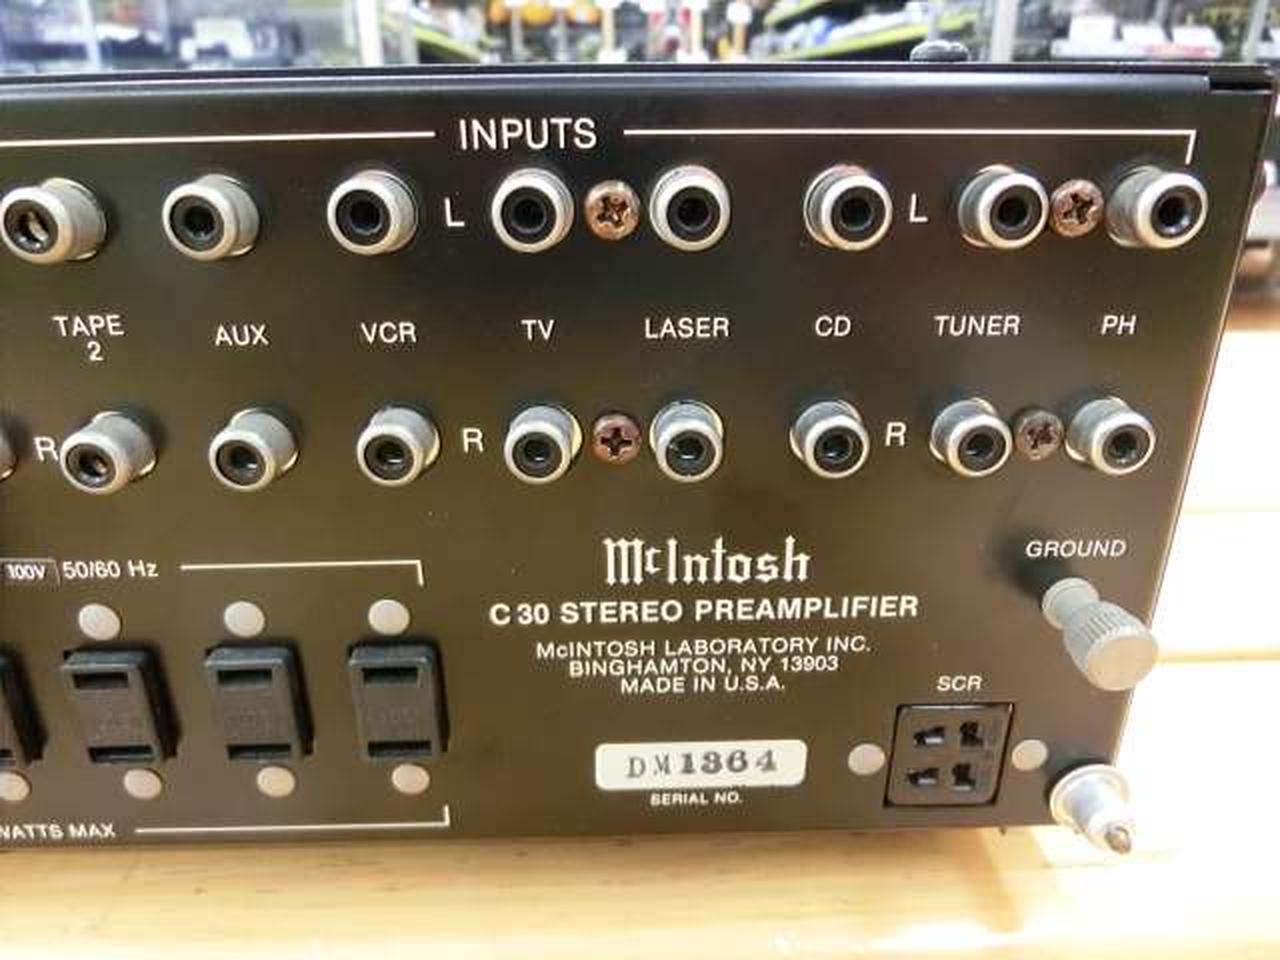 INPUTS
L L
TAPE 2 AUX VCR TV LASER CD TUNER PH
R R R
100V 50/60 Hz
GROUND
McIntosh
C 30 STEREO PREAMPLIFIER
McINTOSH LABORATORY INC.
BINGHAMTON, NY 13903
MADE IN U.S.A.
SCR
DM1364
SERIAL NO.
WATTS MAX